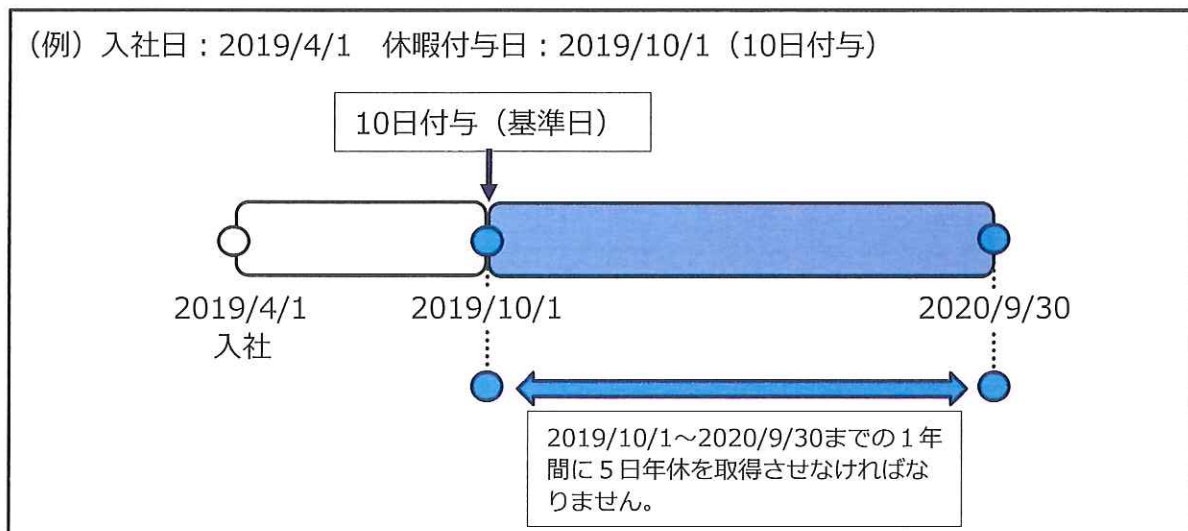 （例）入社日：2019/4/1　休暇付与日：2019/10/1（10日付与）
10日付与（基準日）
2019/4/1
入社
2019/10/1
2020/9/30
2019/10/1～2020/9/30までの１年
間に５日年休を取得させなければな
りません。